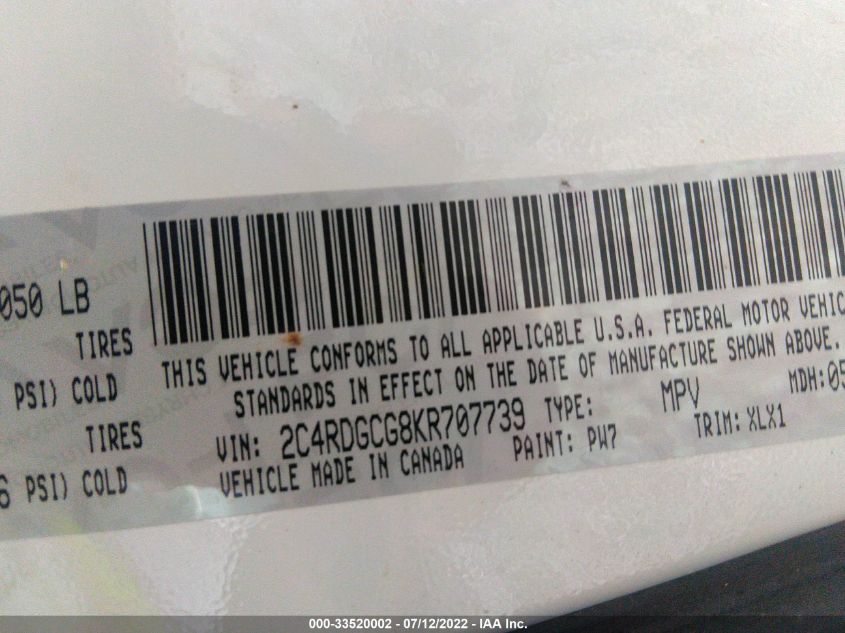 050 LB
TIRES
PSI) COLD
TIRES
6 PSI) COLD
THIS VEHICLE CONFORMS TO ALL APPLICABLE U.S.A. FEDERAL MOTOR VEHIC
STANDARDS IN EFFECT ON THE DATE OF MANUFACTURE SHOWN ABOVE.
VIN: 2C4RDGCG8KR707739 TYPE: MPV MDH:05
VEHICLE MADE IN CANADA PAINT: PW7 TRIM: XLX1
000-33520002 - 07/12/2022 - IAA Inc.